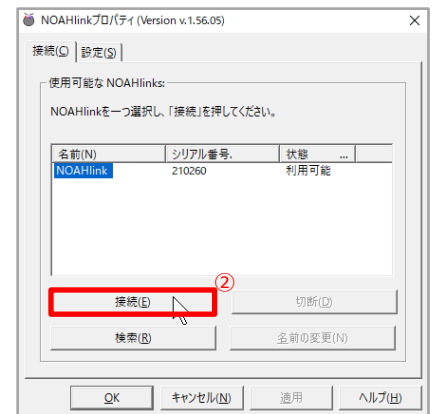 NOAHlinkプロパティ (Version v.1.56.05)
接続(C) 設定(S)
使用可能な NOAHlinks:
NOAHlinkを一つ選択し、「接続」を押してください。
名前(N) シリアル番号. 状態 ...
NOAHlink 210260 利用可能
②
接続(E) 切断(D)
検索(R) 名前の変更(N)
OK キャンセル(N) 適用 ヘルプ(H)